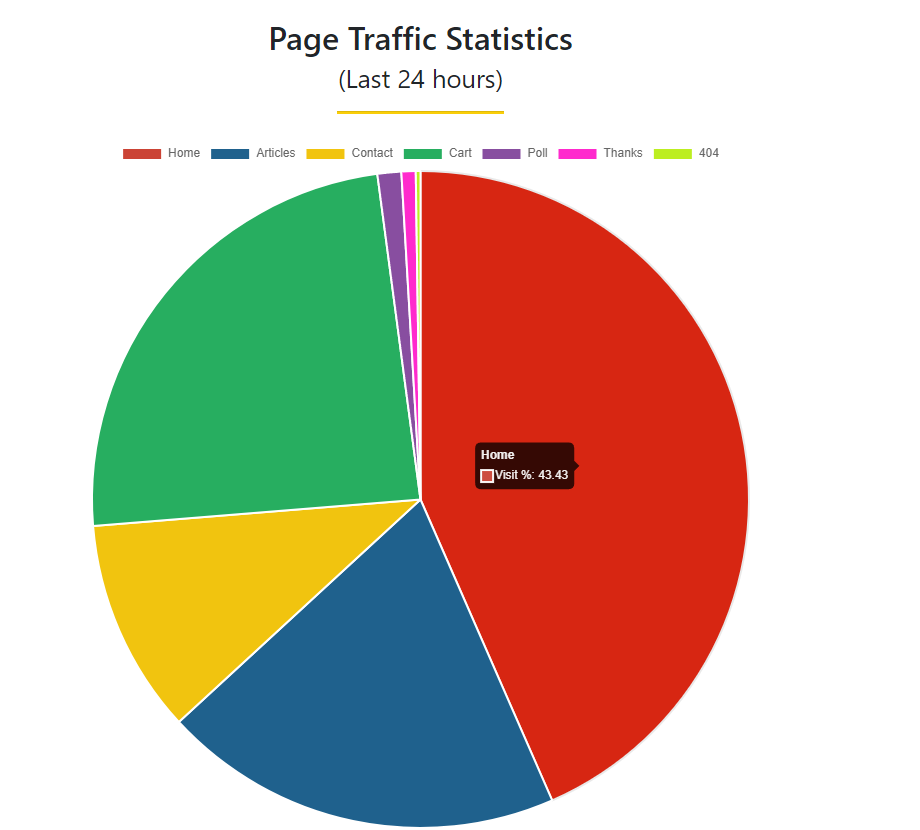 Page Traffic Statistics
(Last 24 hours)
Home Articles Contact Cart Poll Thanks 404
Home
Visit %: 43.43